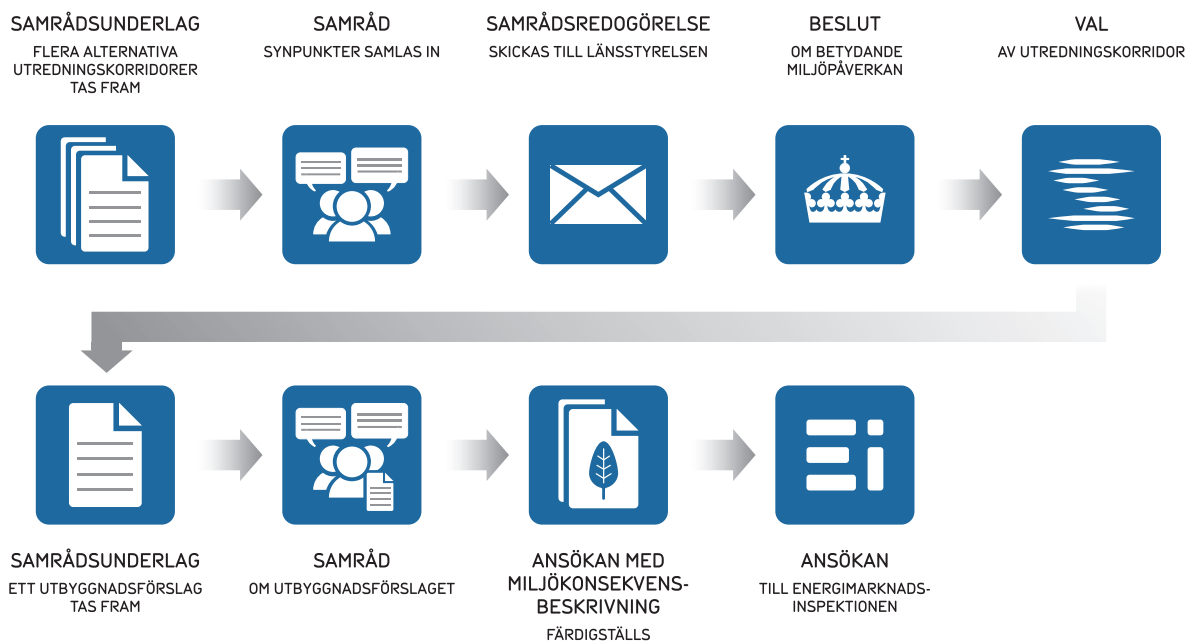 SAMRÅDSUNDERLAG
FLERA ALTERNATIVA
UTREDNINGSKORRIDORER
TAS FRAM
SAMRÅD
SYNPUNKTER SAMLAS IN
SAMRÅDSREDOGÖRELSE
SKICKAS TILL LÄNSSTYRELSEN
BESLUT
OM BETYDANDE
MILJÖPÅVERKAN
VAL
AV UTREDNINGSKORRIDOR
Ei
SAMRÅDSUNDERLAG
ETT UTBYGGNADSFÖRSLAG
TAS FRAM
SAMRÅD
OM UTBYGGNADSFÖRSLAGET
ANSÖKAN MED
MILJÖKONSEKVENS-
BESKRIVNING
FÄRDIGSTÄLLS
ANSÖKAN
TILL ENERGIMARKNADS-
INSPEKTIONEN